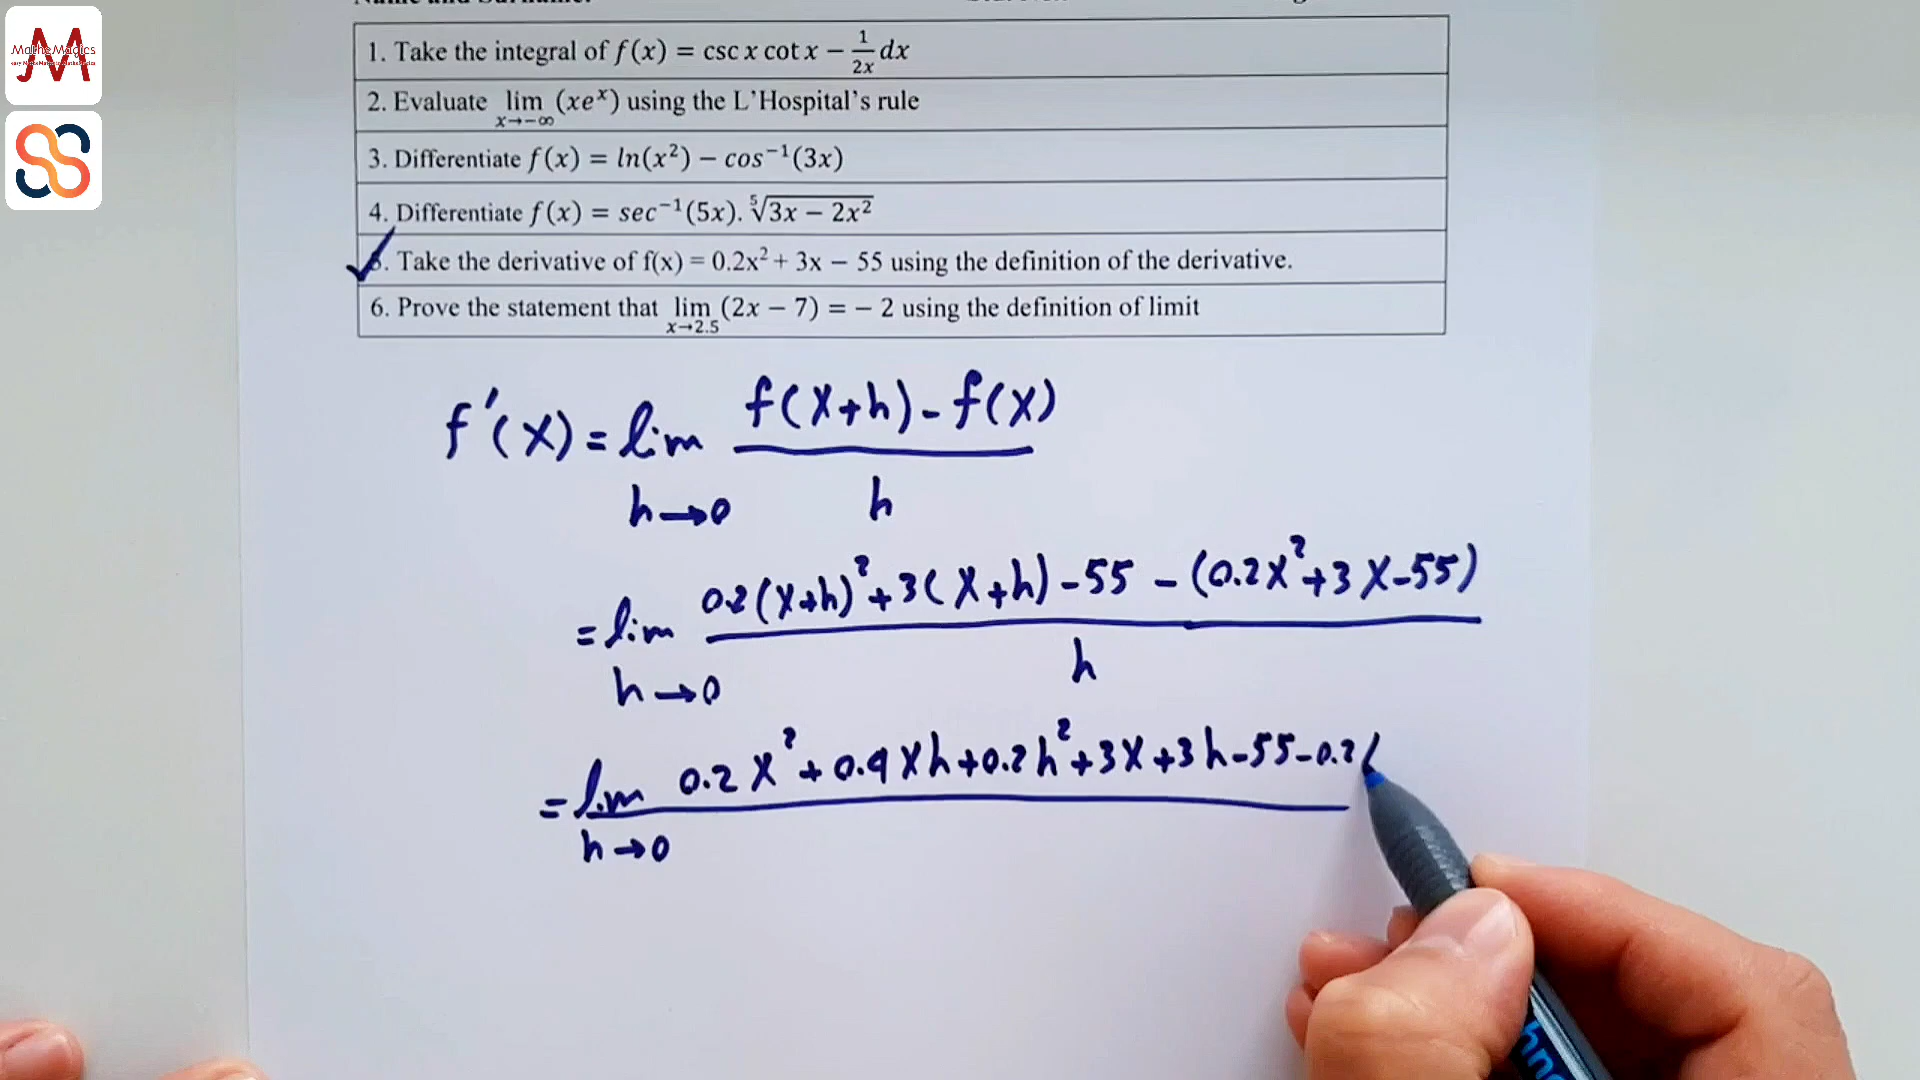 MatheMagics
1. Take the integral of f(x) = csc x cot x − 1/2x dx
2. Evaluate lim x→−∞ (xeˣ) using the L'Hospital's rule
3. Differentiate f(x) = ln(x²) − cos⁻¹(3x)
4. Differentiate f(x) = sec⁻¹(5x). ⁵√3x − 2x²
. Take the derivative of f(x) = 0.2x² + 3x − 55 using the definition of the derivative.
6. Prove the statement that lim x→2.5 (2x − 7) = − 2 using the definition of limit
f'(x) = lim h→0 f(x+h) - f(x) / h
= lim h→0 0.2(x+h)² + 3(x+h) - 55 - (0.2x² + 3x - 55) / h
= lim h→0 0.2x² + 0.4xh + 0.2h² + 3x + 3h - 55 - 0.2